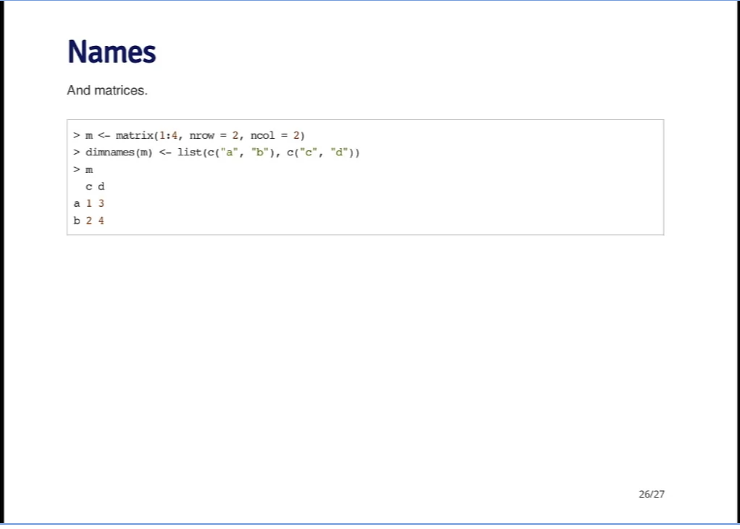 Names
And matrices.
> m <- matrix(1:4, nrow = 2, ncol = 2)
> dimnames(m) <- list(c("a", "b"), c("c", "d"))
> m
  c d
a 1 3
b 2 4
26/27